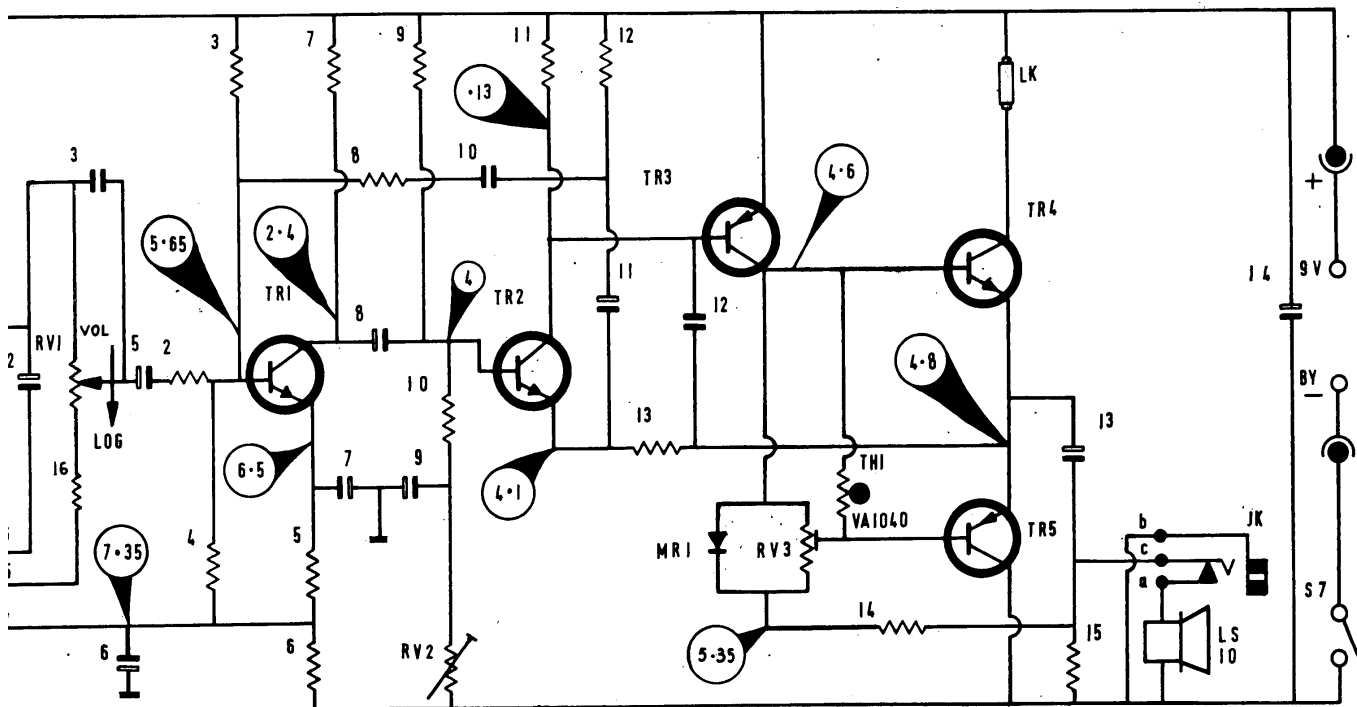 3
7
9
11
12
·13
LK
3
8
10
TR3
4·6
+
TR4
5·65
2·4
4
11
14
9V
TR1
8
TR2
12
VOL
RV1
5
2
2
10
4·8
BY
–
LOG
13
13
16
6·5
7
9
4·1
TH1
VA1040
4
7·35
5
MR1
RV3
TR5
b
JK
c
a
S7
14
6
6
RV2
5·35
15
LS
10